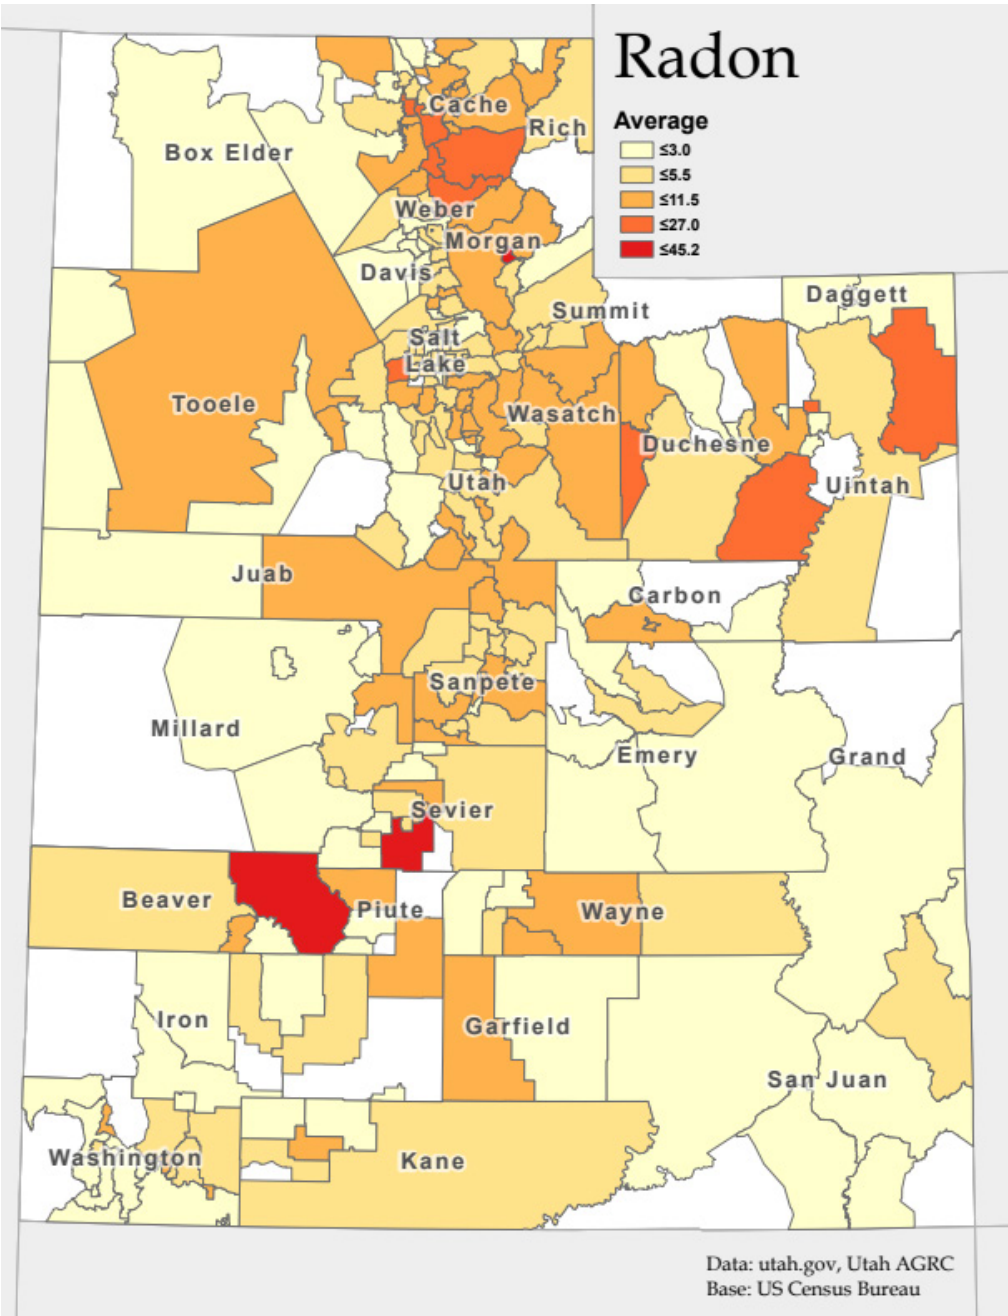 Radon
Average
≤3.0
≤5.5
≤11.5
≤27.0
≤45.2
Cache
Rich
Box Elder
Weber
Morgan
Davis
Daggett
Summit
Salt
Lake
Tooele
Wasatch
Duchesne
Utah
Uintah
Juab
Carbon
Sanpete
Millard
Emery
Grand
Sevier
Beaver
Piute
Wayne
Iron
Garfield
San Juan
Washington
Kane
Data: utah.gov, Utah AGRC
Base: US Census Bureau